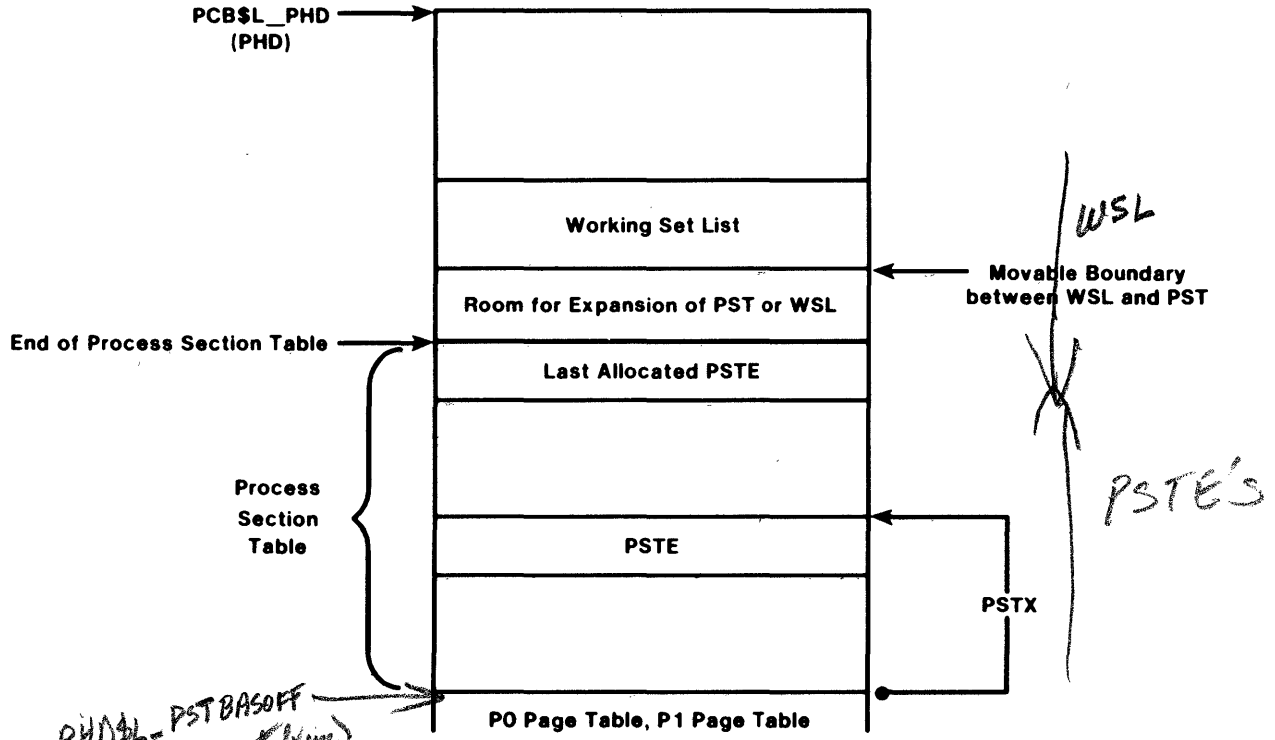 PCB$L_PHD
(PHD)
Working Set List
WSL
Movable Boundary
between WSL and PST
Room for Expansion of PST or WSL
End of Process Section Table
Last Allocated PSTE
PSTE'S
Process
Section
Table
PSTE
PSTX
PHD$L_PSTBASOFF
P0 Page Table, P1 Page Table